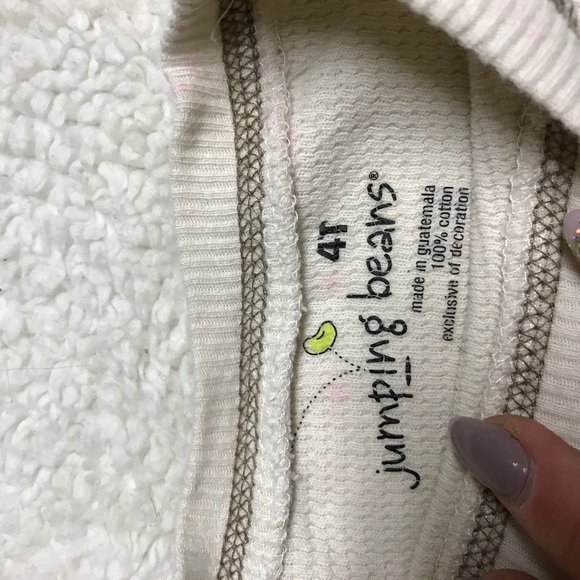 4T
jumping beans®
made in guatemala
100% cotton
exclusive of decoration